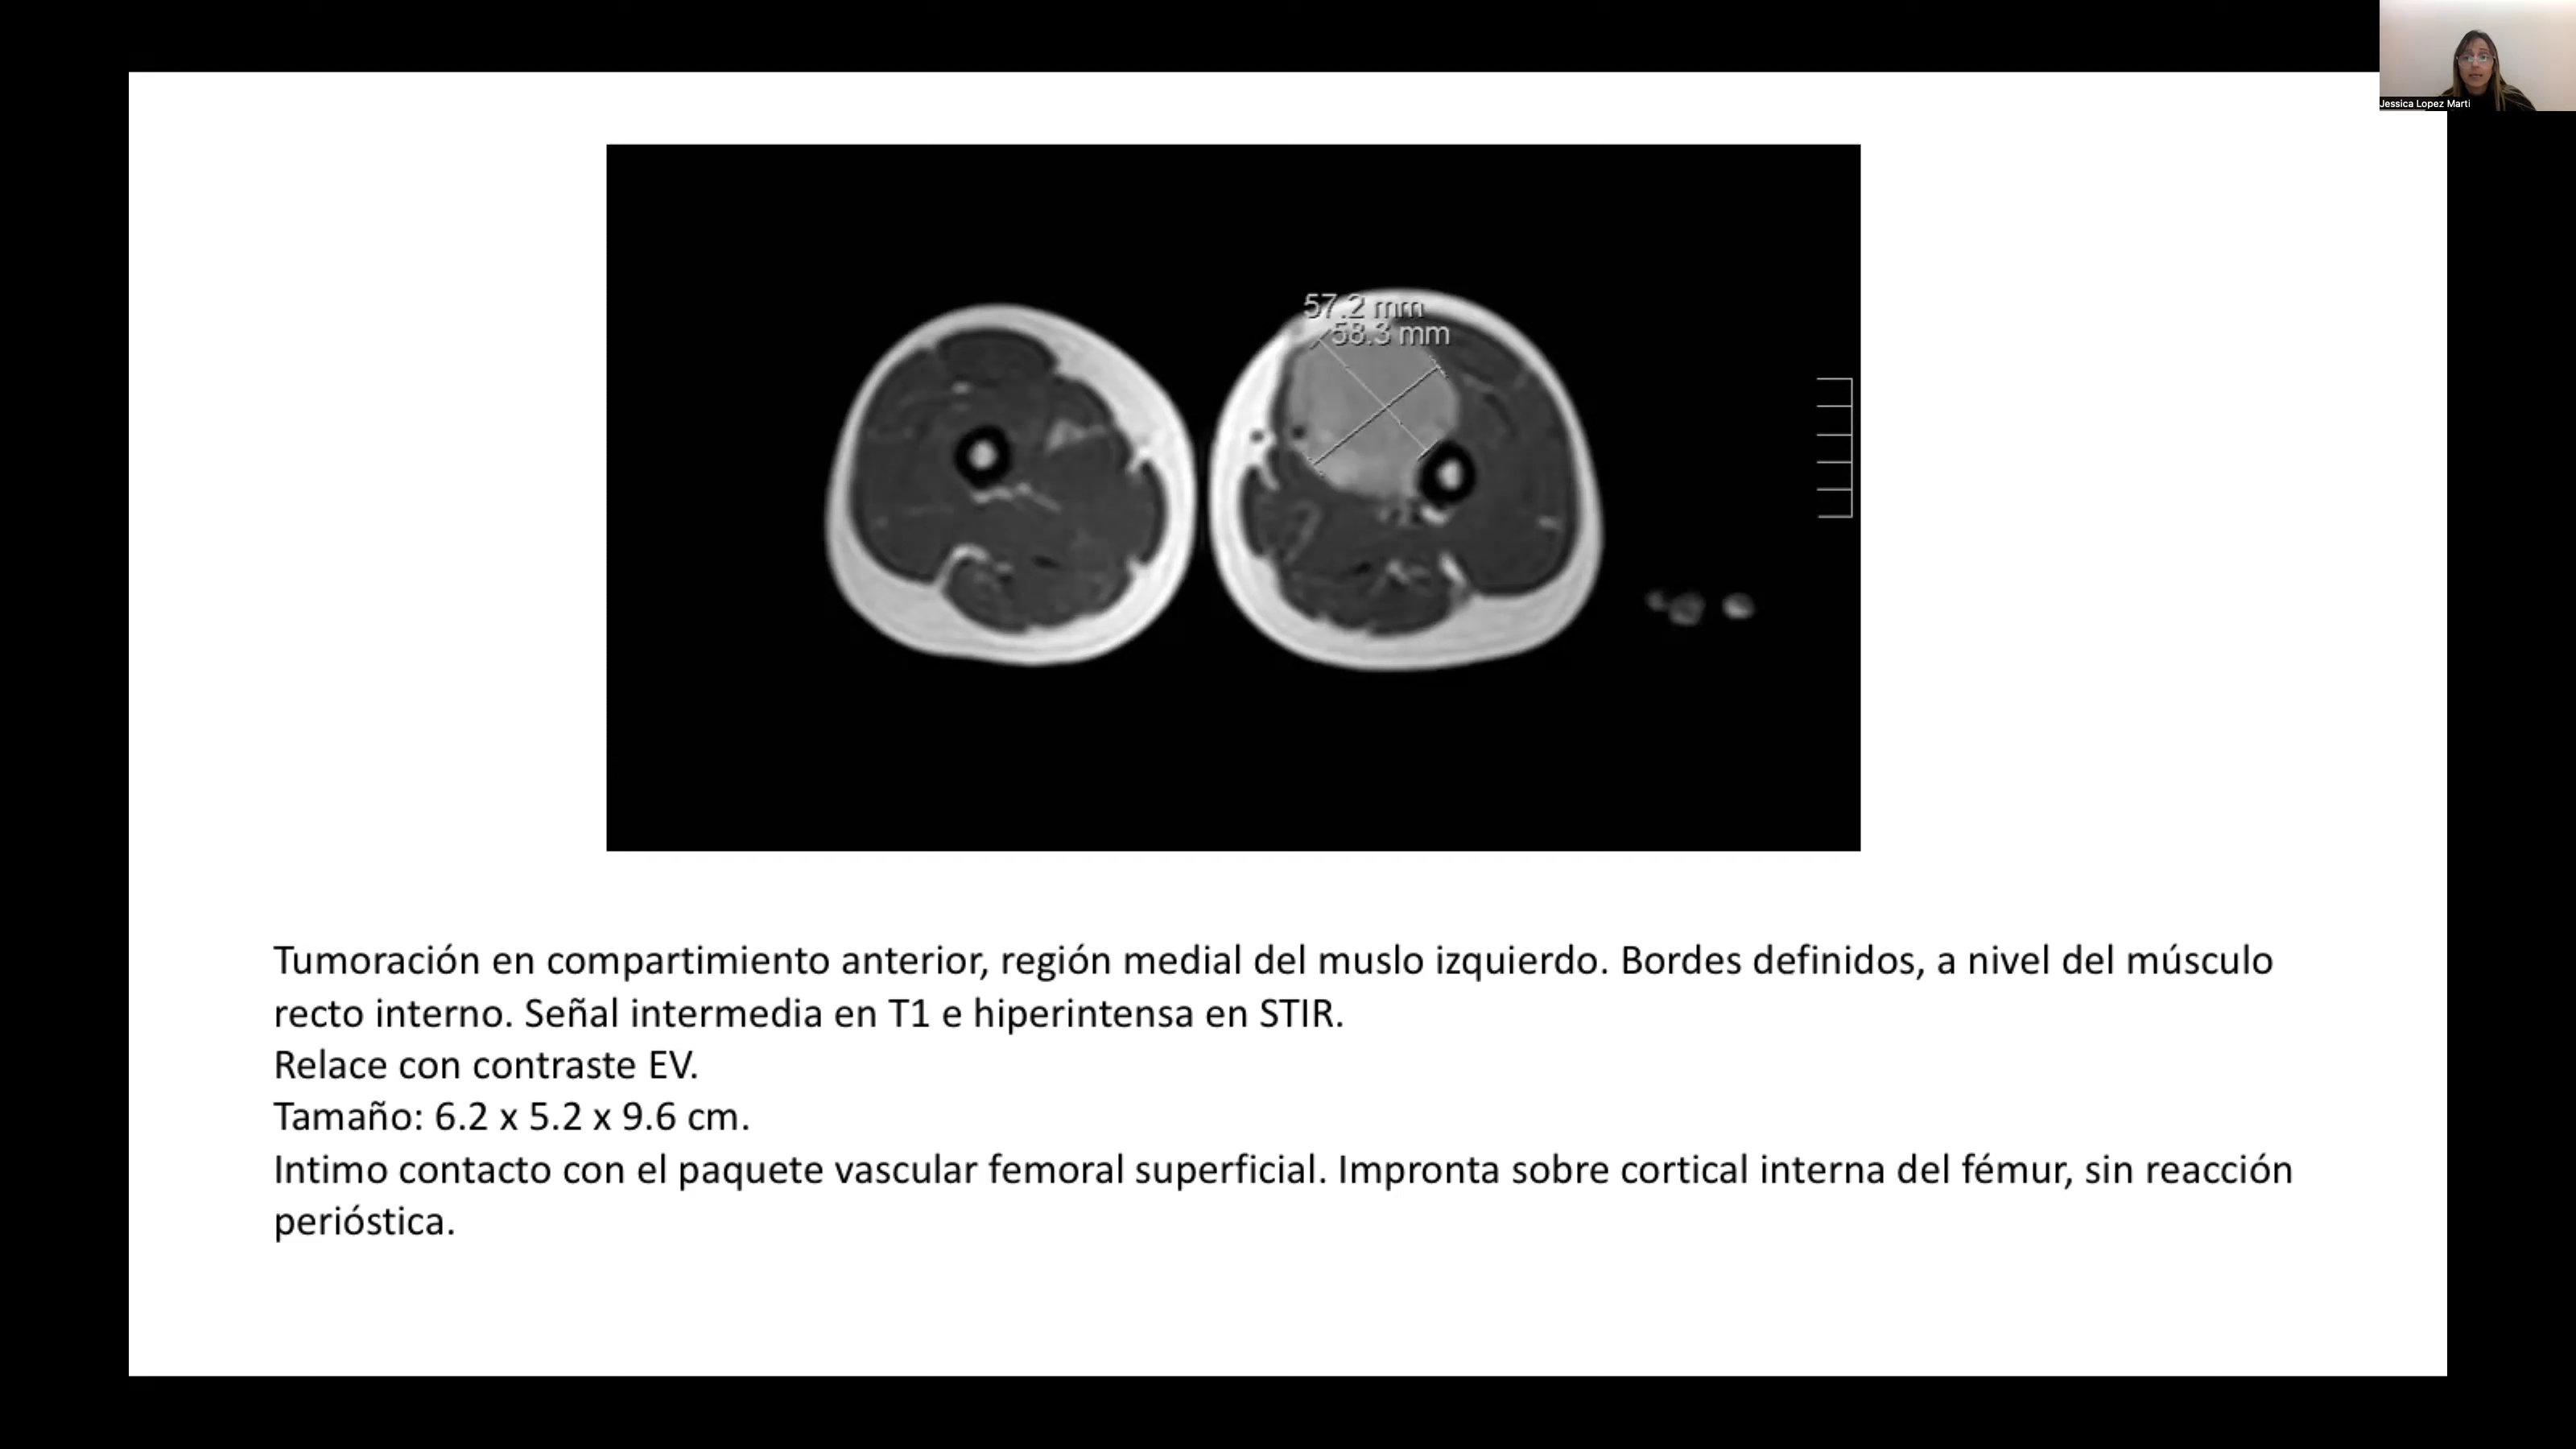 Jessica Lopez Marti
57.2 mm
58.3 mm
Tumoración en compartimiento anterior, región medial del muslo izquierdo. Bordes definidos, a nivel del músculo
recto interno. Señal intermedia en T1 e hiperintensa en STIR.
Relace con contraste EV.
Tamaño: 6.2 x 5.2 x 9.6 cm.
Intimo contacto con el paquete vascular femoral superficial. Impronta sobre cortical interna del fémur, sin reacción
perióstica.